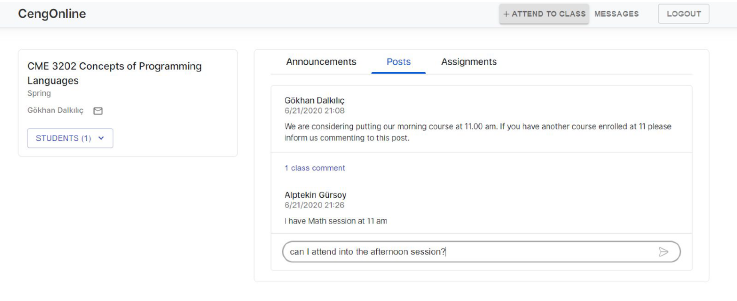 CengOnline
+ ATTEND TO CLASS
MESSAGES
LOGOUT
CME 3202 Concepts of Programming
Languages
Spring
Gökhan Dalkılıç
STUDENTS (1)
Announcements
Posts
Assignments
Gökhan Dalkılıç
6/21/2020 21:08
We are considering putting our morning course at 11.00 am. If you have another course enrolled at 11 please
inform us commenting to this post.
1 class comment
Alptekin Gürsoy
6/21/2020 21:26
I have Math session at 11 am
can I attend into the afternoon session?